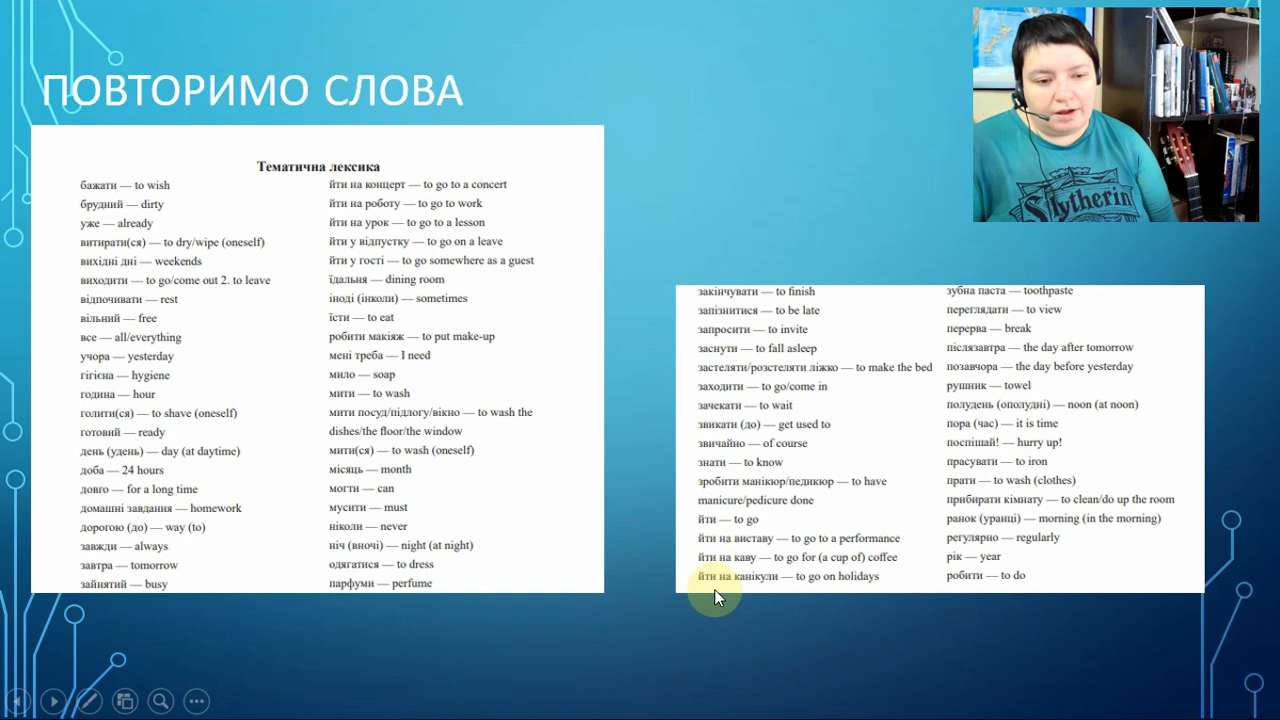 ПОВТОРИМО СЛОВА
Тематична лексика
бажати — to wish
брудний — dirty
уже — already
витирати(ся) — to dry/wipe (oneself)
вихідні дні — weekends
виходити — to go/come out 2. to leave
відпочивати — rest
вільний — free
все — all/everything
учора — yesterday
гігієна — hygiene
година — hour
голити(ся) — to shave (oneself)
готовий — ready
день (удень) — day (at daytime)
доба — 24 hours
довго — for a long time
домашні завдання — homework
дорогою (до) — way (to)
завжди — always
завтра — tomorrow
зайнятий — busy
йти на концерт — to go to a concert
йти на роботу — to go to work
йти на урок — to go to a lesson
йти у відпустку — to go on a leave
йти у гості — to go somewhere as a guest
їдальня — dining room
іноді (інколи) — sometimes
їсти — to eat
робити макіяж — to put make-up
мені треба — I need
мило — soap
мити — to wash
мити посуд/підлогу/вікно — to wash the
dishes/the floor/the window
мити(ся) — to wash (oneself)
місяць — month
могти — can
мусити — must
ніколи — never
ніч (вночі) — night (at night)
одягатися — to dress
парфуми — perfume
закінчувати — to finish
запізнитися — to be late
запросити — to invite
заснути — to fall asleep
застеляти/розстеляти ліжко — to make the bed
заходити — to go/come in
зачекати — to wait
звикати (до) — get used to
звичайно — of course
знати — to know
зробити манікюр/педикюр — to have
manicure/pedicure done
йти — to go
йти на виставу — to go to a performance
йти на каву — to go for (a cup of) coffee
йти на канікули — to go on holidays
зубна паста — toothpaste
переглядати — to view
перерва — break
післязавтра — the day after tomorrow
позавчора — the day before yesterday
рушник — towel
полудень (ополудні) — noon (at noon)
пора (час) — it is time
поспішай! — hurry up!
прасувати — to iron
прати — to wash (clothes)
прибирати кімнату — to clean/do up the room
ранок (уранці) — morning (in the morning)
регулярно — regularly
рік — year
робити — to do
Slytherin